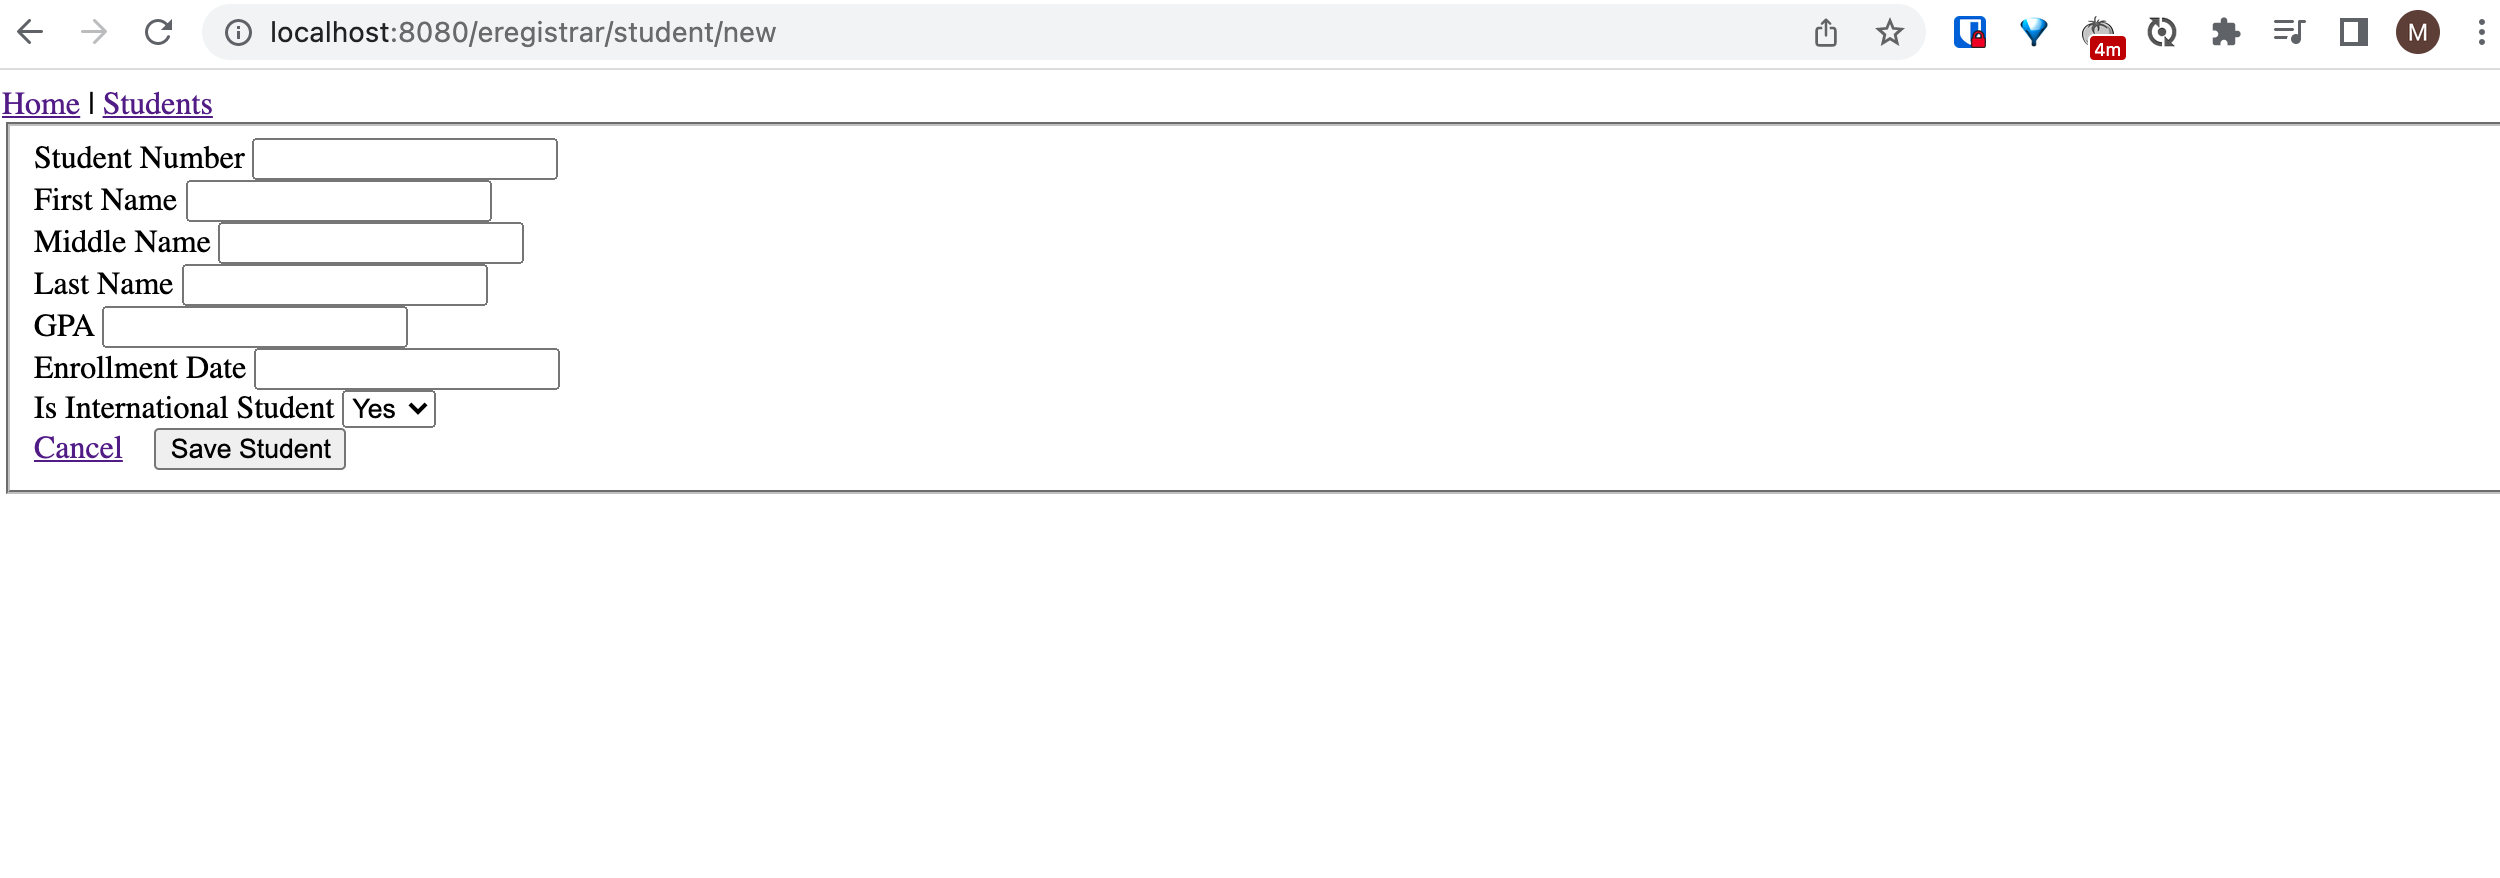 localhost:8080/eregistrar/student/new
4m
M
Home | Students
Student Number
First Name
Middle Name
Last Name
GPA
Enrollment Date
Is International Student Yes
Cancel Save Student